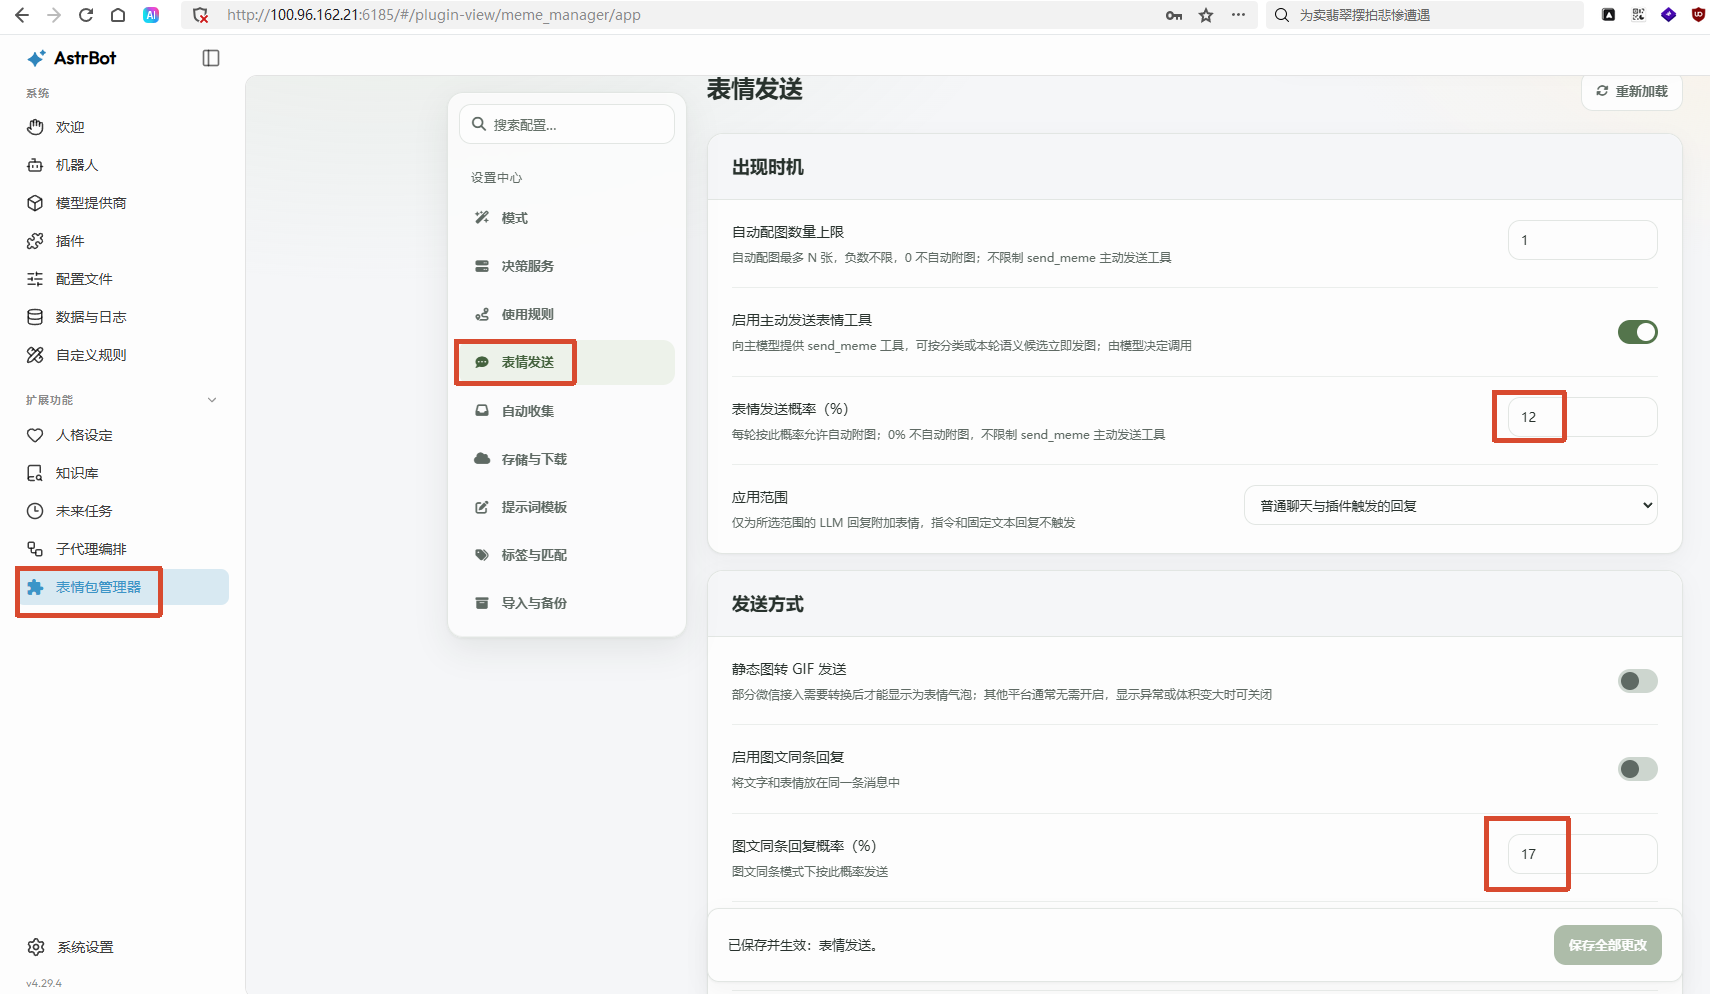 http://100.96.162.21:6185/#/plugin-view/meme_manager/app
为卖翡翠摆拍悲惨遭遇
AstrBot
系统
欢迎
机器人
模型提供商
插件
配置文件
数据与日志
自定义规则
扩展功能
人格设定
知识库
未来任务
子代理编排
表情包管理器
系统设置
v4.29.4
搜索配置...
设置中心
模式
决策服务
使用规则
表情发送
自动收集
存储与下载
提示词模板
标签与匹配
导入与备份
表情发送
重新加载
出现时机
自动配图数量上限
1
自动配图最多 N 张，负数不限，0 不自动附图；不限制 send_meme 主动发送工具
启用主动发送表情工具
向主模型提供 send_meme 工具，可按分类或本轮语义候选立即发图；由模型决定调用
表情发送概率（%）
12
每轮按此概率允许自动附图；0% 不自动附图，不限制 send_meme 主动发送工具
应用范围
普通聊天与插件触发的回复
仅为所选范围的 LLM 回复附加表情，指令和固定文本回复不触发
发送方式
静态图转 GIF 发送
部分微信接入需要转换后才能显示为表情气泡；其他平台通常无需开启，显示异常或体积变大时可关闭
启用图文同条回复
将文字和表情放在同一条消息中
图文同条回复概率（%）
17
图文同条模式下按此概率发送
已保存并生效：表情发送。
保存全部更改